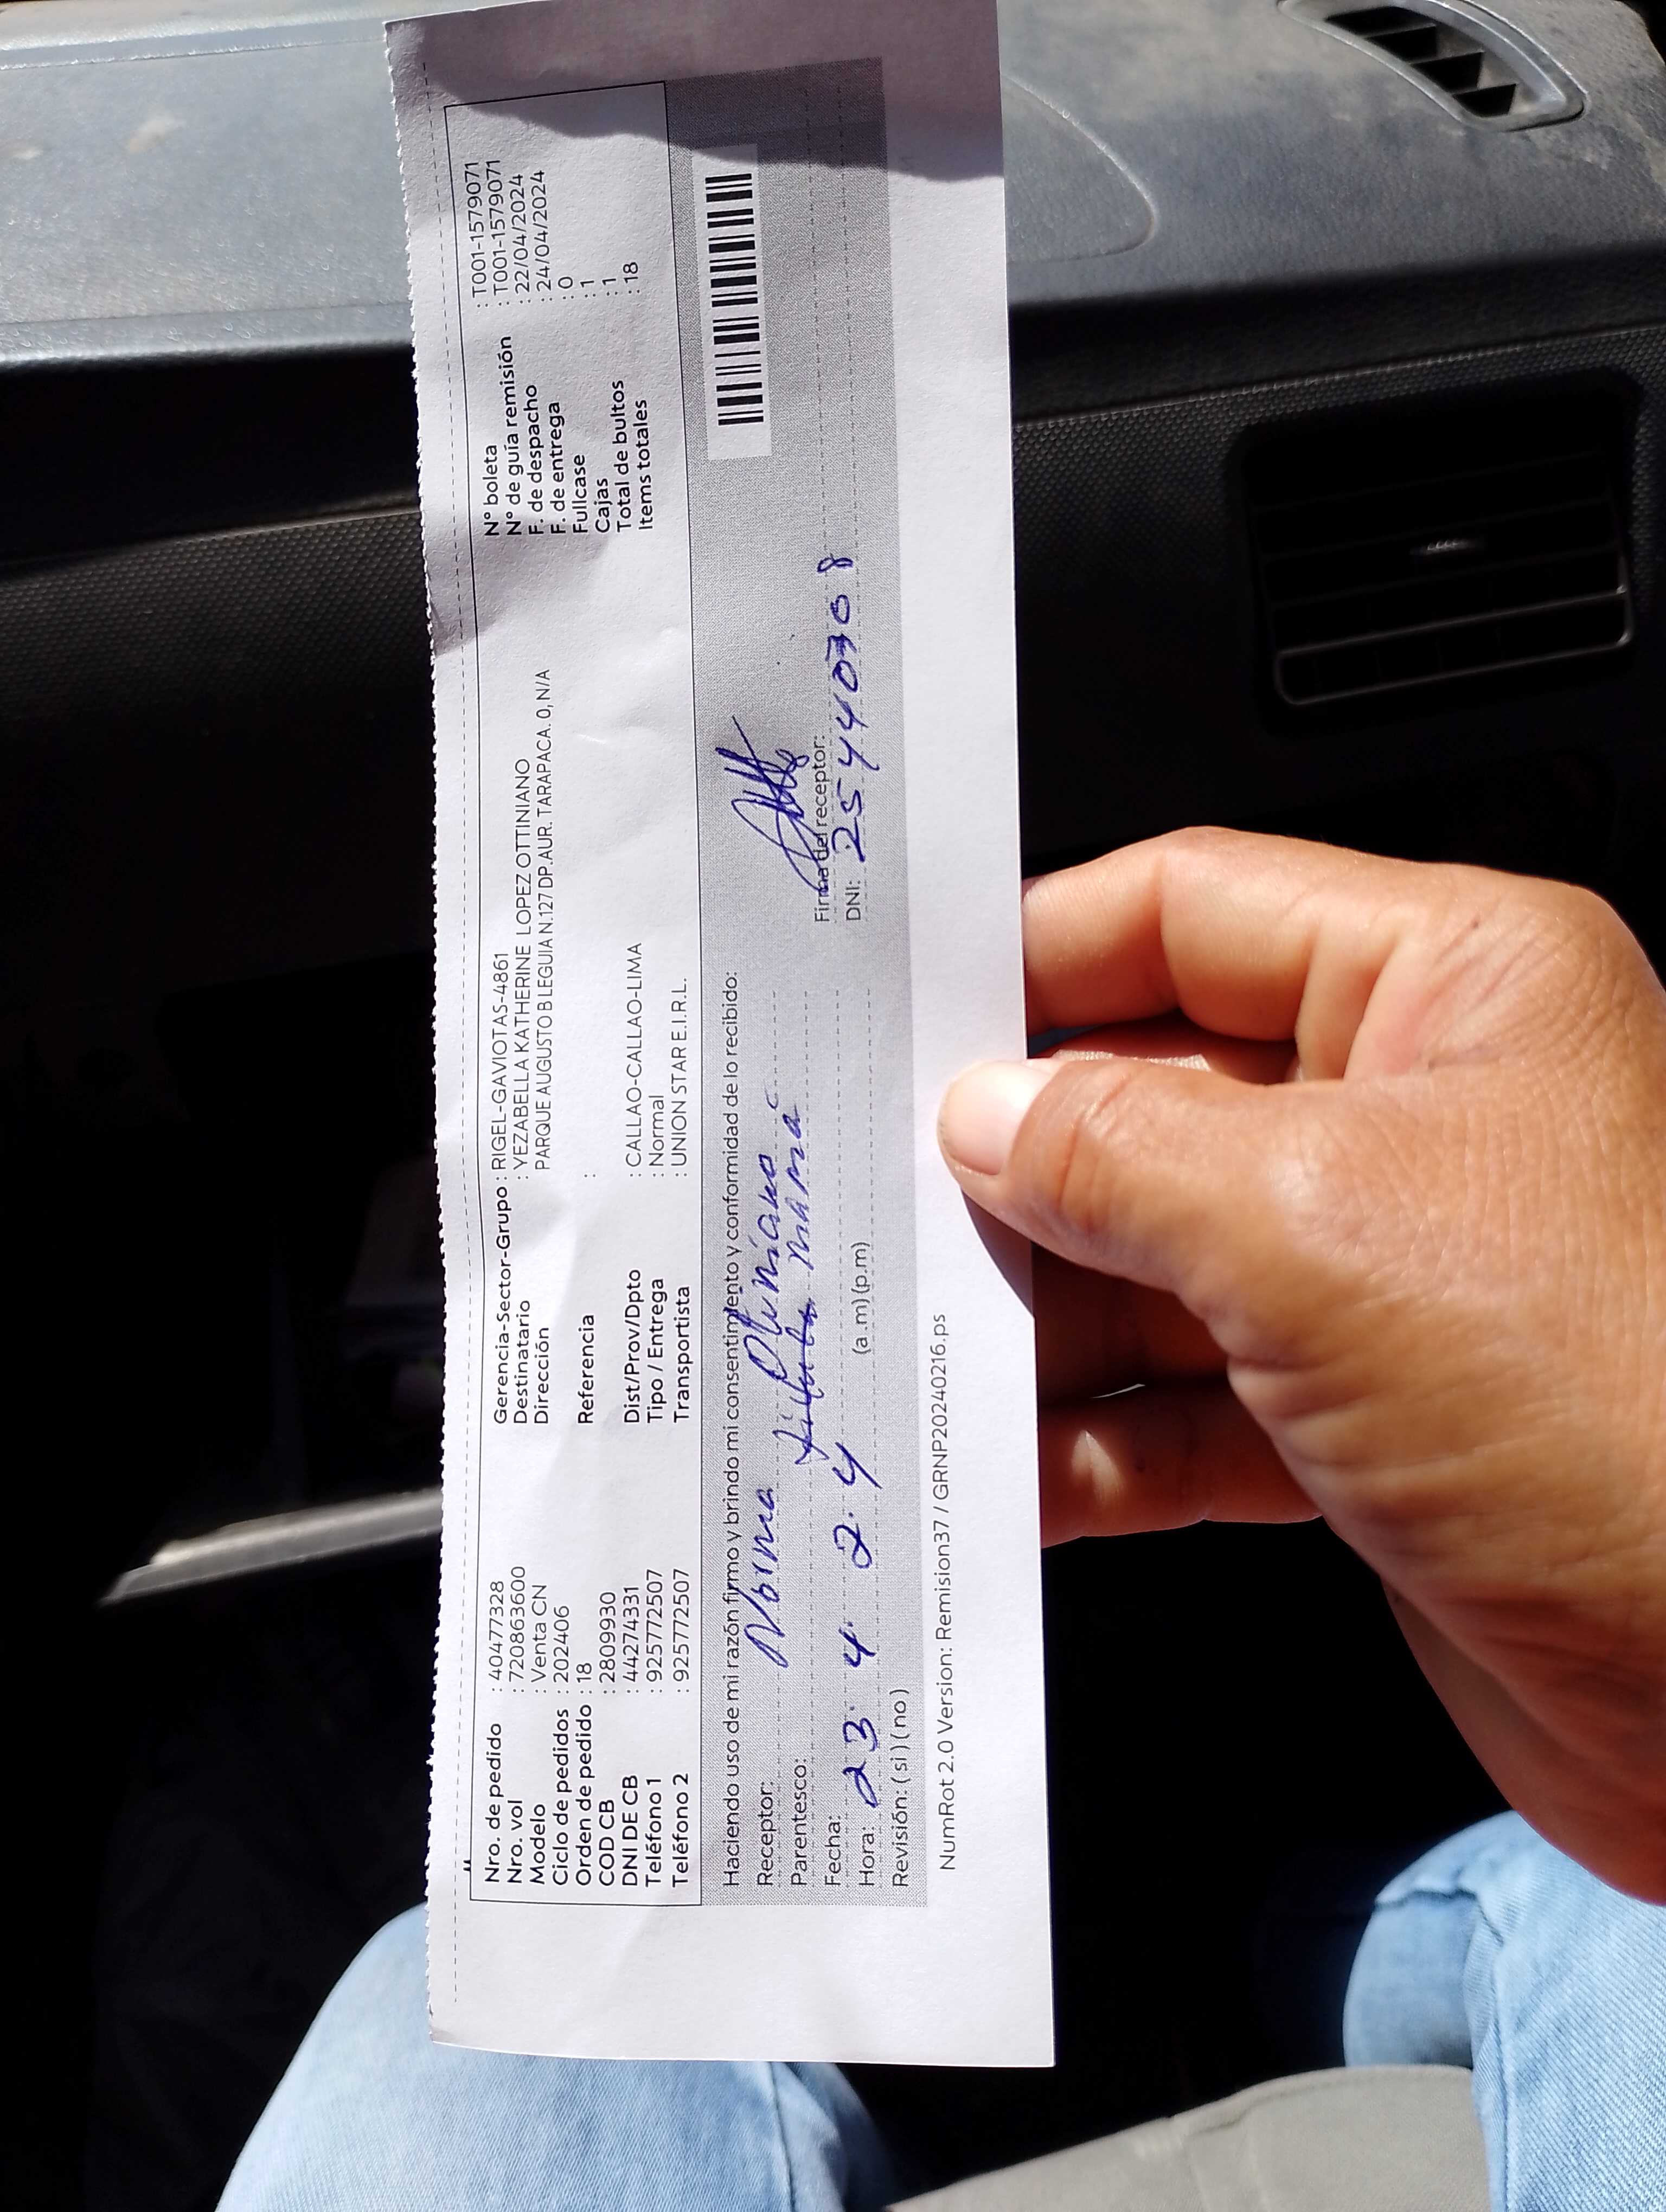 Nro. de pedido : 40477328
Nro. vol : 720863600
Modelo : Venta CN
Ciclo de pedidos : 202406
Orden de pedido : 18
COD CB : 2809930
DNI DE CB : 44274331
Teléfono 1 : 925772507
Teléfono 2 : 925772507
Gerencia-Sector-Grupo : RIGEL-GAVIOTAS-4861
Destinatario : YEZABELLA KATHERINE LOPEZ OTTINIANO
Dirección PARQUE AUGUSTO B LEGUIA N.127 DP.AUR. TARAPACA. 0, N/A
Referencia :
Dist/Prov/Dpto : CALLAO-CALLAO-LIMA
Tipo / Entrega : Normal
Transportista : UNION STAR E.I.R.L.
N° boleta : T001-1579071
N° de guía remisión : T001-1579071
F. de despacho : 22/04/2024
F. de entrega : 24/04/2024
Fullcase : 0
Cajas : 1
Total de bultos : 1
Items totales : 18
Haciendo uso de mi razón firmo y brindo mi consentimiento y conformidad de lo recibido:
Receptor: Norma
Parentesco: mamá
Fecha: 23 . 4 . 2 . 4
Hora: (a.m)(p.m)
Revisión: ( si ) ( no )
Firma del receptor:
DNI: 25440308
NumRot 2.0 Version: Remision37 / GRNP20240216.ps